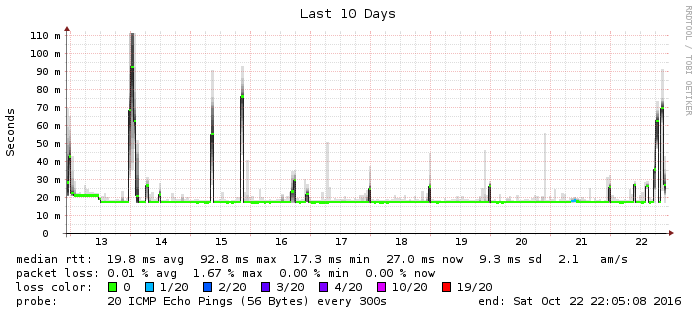 Last 10 Days
RRDTOOL / TOBI OETIKER
Seconds
110 m
100 m
90 m
80 m
70 m
60 m
50 m
40 m
30 m
20 m
10 m
0
13 14 15 16 17 18 19 20 21 22
median rtt: 19.8 ms avg 92.8 ms max 17.3 ms min 27.0 ms now 9.3 ms sd 2.1 am/s
packet loss: 0.01 % avg 1.67 % max 0.00 % min 0.00 % now
loss color: 0 1/20 2/20 3/20 4/20 10/20 19/20
probe: 20 ICMP Echo Pings (56 Bytes) every 300s end: Sat Oct 22 22:05:08 2016